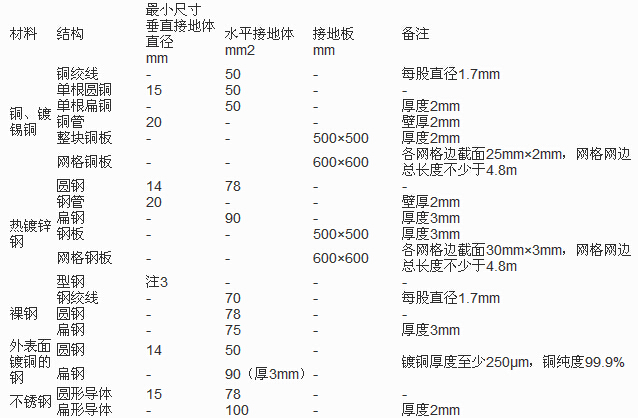 材料 结构 最小尺寸 备注
垂直接地体直径 mm 水平接地体 mm2 接地板 mm
铜、镀锡铜 铜绞线 - 50 - 每股直径1.7mm
单根圆铜 15 50 - -
单根扁铜 - 50 - 厚度2mm
铜管 20 - - 壁厚2mm
整块铜板 - - 500×500 厚度2mm
网格铜板 - - 600×600 各网格边截面25mm×2mm，网格网边
总长度不少于4.8m
热镀锌钢 圆钢 14 78 - -
钢管 20 - - 壁厚2mm
扁钢 - 90 - 厚度3mm
钢板 - - 500×500 厚度3mm
网格钢板 - - 600×600 各网格边截面30mm×3mm，网格网边
总长度不少于4.8m
型钢 注3 - - -
裸钢 钢绞线 - 70 - 每股直径1.7mm
圆钢 - 78 - -
扁钢 - 75 - 厚度3mm
外表面镀铜的钢 圆钢 14 50 - 镀铜厚度至少250μm，铜纯度99.9%
扁钢 - 90（厚3mm） -
不锈钢 圆形导体 15 78 - -
扁形导体 - 100 - 厚度2mm